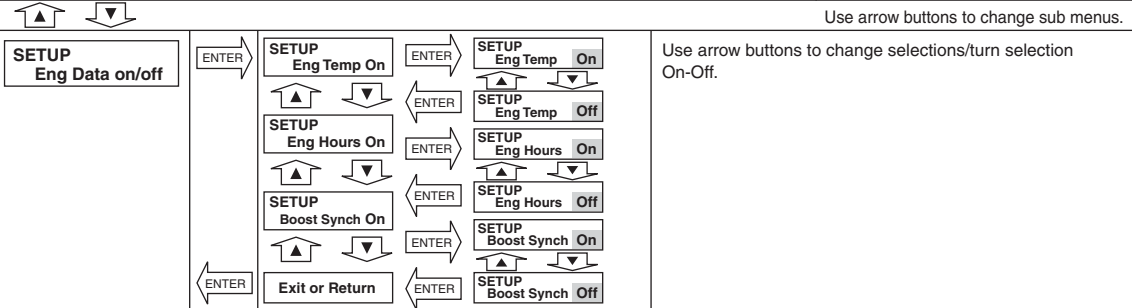 Use arrow buttons to change sub menus.
SETUP
Eng Data on/off
ENTER
SETUP
Eng Temp On
ENTER
SETUP
Eng Temp On
Use arrow buttons to change selections/turn selection
On-Off.
ENTER
SETUP
Eng Temp Off
SETUP
Eng Hours On
ENTER
SETUP
Eng Hours On
ENTER
SETUP
Eng Hours Off
SETUP
Boost Synch On
ENTER
SETUP
Boost Synch On
ENTER
Exit or Return
ENTER
SETUP
Boost Synch Off